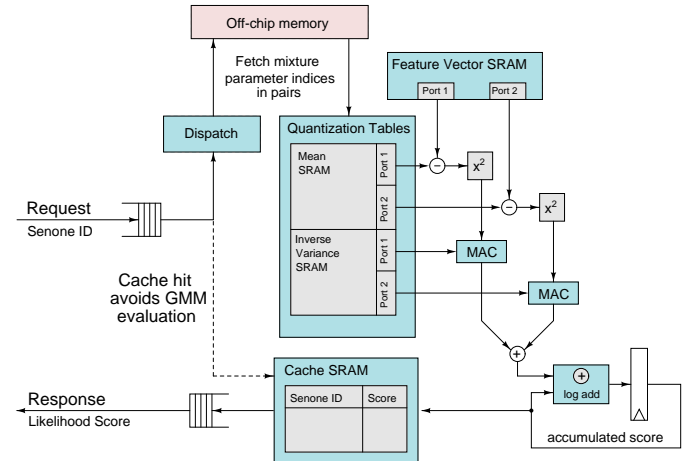 Off-chip memory
Fetch mixture
parameter indices
in pairs
Feature Vector SRAM
Port 1
Port 2
Dispatch
Quantization Tables
Mean
SRAM
Port 1
Port 2
Inverse
Variance
SRAM
Port 1
Port 2
−
x²
−
x²
MAC
MAC
Request
Senone ID
Cache hit
avoids GMM
evaluation
+
+
log add
accumulated score
Cache SRAM
Senone ID
Score
Response
Likelihood Score